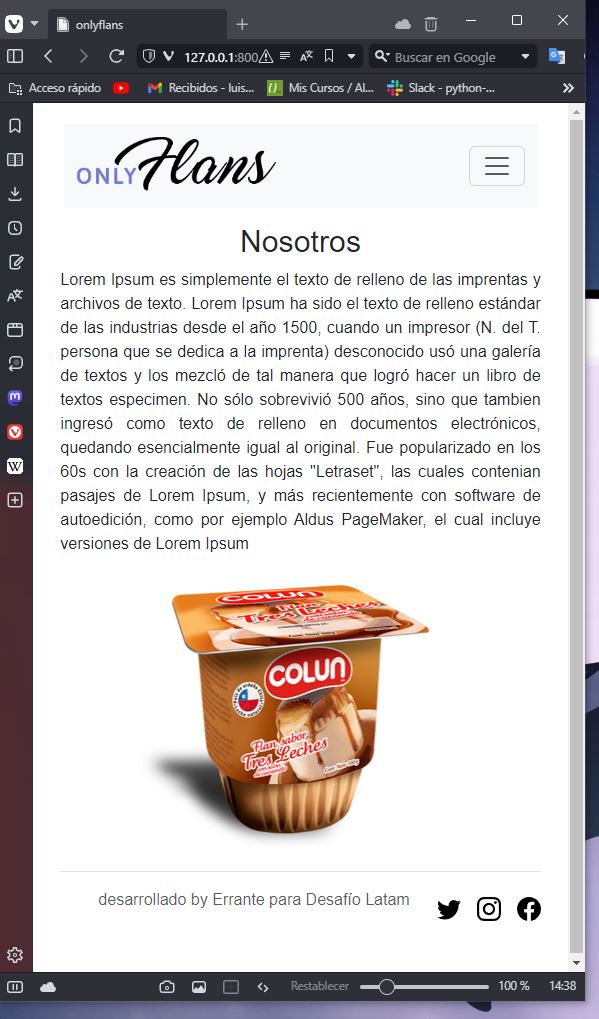 onlyflans
127.0.0.1:800
Buscar en Google
Acceso rápido
Recibidos - luis...
Mis Cursos / Al...
Slack - python-...
ONLY Flans
Nosotros
Lorem Ipsum es simplemente el texto de relleno de las imprentas y
archivos de texto. Lorem Ipsum ha sido el texto de relleno estándar
de las industrias desde el año 1500, cuando un impresor (N. del T.
persona que se dedica a la imprenta) desconocido usó una galería
de textos y los mezcló de tal manera que logró hacer un libro de
textos especimen. No sólo sobrevivió 500 años, sino que tambien
ingresó como texto de relleno en documentos electrónicos,
quedando esencialmente igual al original. Fue popularizado en los
60s con la creación de las hojas "Letraset", las cuales contenian
pasajes de Lorem Ipsum, y más recientemente con software de
autoedición, como por ejemplo Aldus PageMaker, el cual incluye
versiones de Lorem Ipsum
COLUN
Flan
Tres Leches
COLUN
Flan sabor
Tres Leches
desarrollado by Errante para Desafío Latam
Restablecer
100 %
14:38